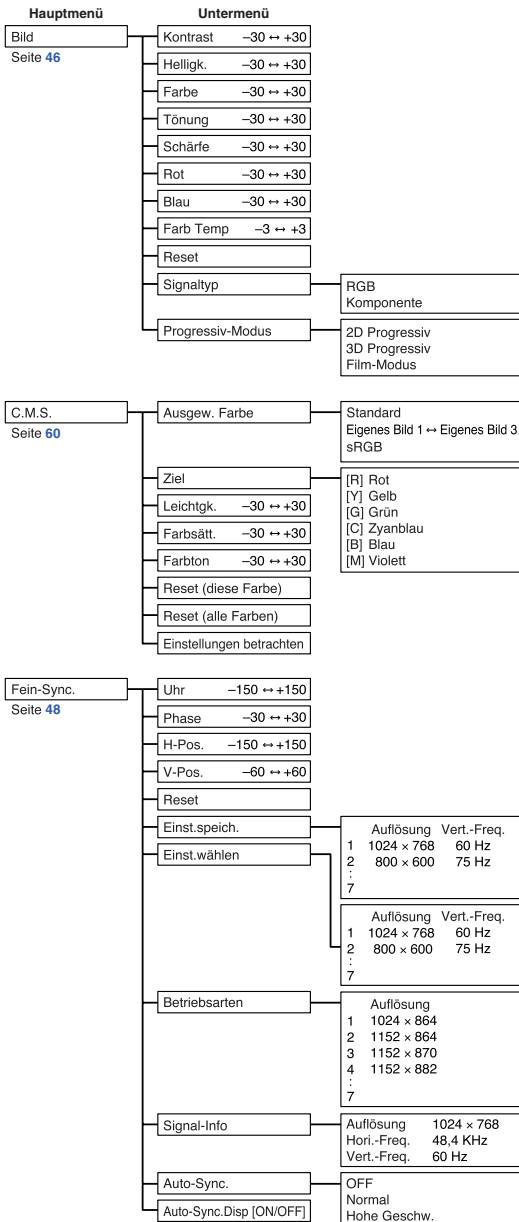 Hauptmenü Untermenü
Bild
Seite 46
Kontrast –30 ↔ +30
Helligk. –30 ↔ +30
Farbe –30 ↔ +30
Tönung –30 ↔ +30
Schärfe –30 ↔ +30
Rot –30 ↔ +30
Blau –30 ↔ +30
Farb Temp –3 ↔ +3
Reset
Signaltyp
RGB
Komponente
Progressiv-Modus
2D Progressiv
3D Progressiv
Film-Modus
C.M.S.
Seite 60
Ausgew. Farbe
Standard
Eigenes Bild 1 ↔ Eigenes Bild 3
sRGB
Ziel
[R] Rot
[Y] Gelb
[G] Grün
[C] Zyanblau
[B] Blau
[M] Violett
Leichtgk. –30 ↔ +30
Farbsätt. –30 ↔ +30
Farbton –30 ↔ +30
Reset (diese Farbe)
Reset (alle Farben)
Einstellungen betrachten
Fein-Sync.
Seite 48
Uhr –150 ↔ +150
Phase –30 ↔ +30
H-Pos. –150 ↔ +150
V-Pos. –60 ↔ +60
Reset
Einst.speich.
Auflösung Vert.-Freq.
1 1024 × 768 60 Hz
2 800 × 600 75 Hz
:
7
Einst.wählen
Auflösung Vert.-Freq.
1 1024 × 768 60 Hz
2 800 × 600 75 Hz
:
7
Betriebsarten
Auflösung
1 1024 × 864
2 1152 × 864
3 1152 × 870
4 1152 × 882
:
7
Signal-Info
Auflösung 1024 × 768
Hori.-Freq. 48,4 KHz
Vert.-Freq. 60 Hz
Auto-Sync.
OFF
Normal
Hohe Geschw.
Auto-Sync.Disp [ON/OFF]